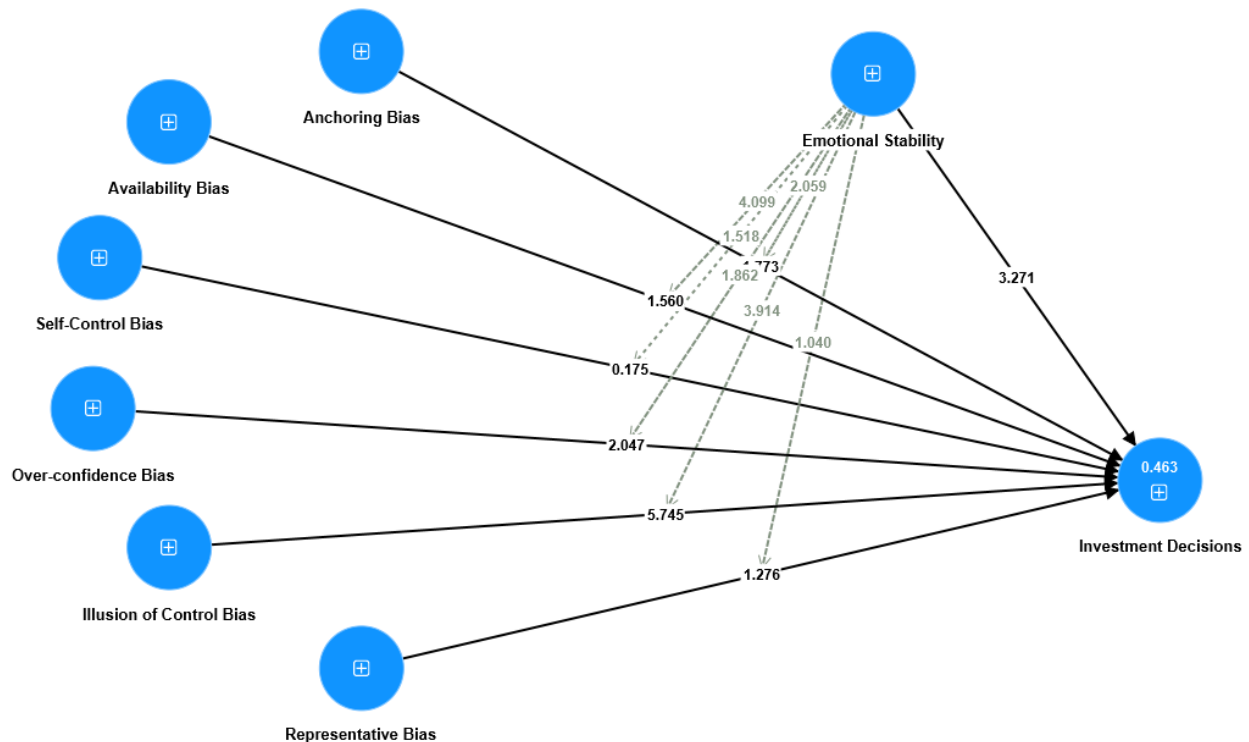 Anchoring Bias
Emotional Stability
Availability Bias
2.059
4.099
1.518
1.862
3.271
1.560
3.914
Self-Control Bias
1.040
0.175
2.047
Over-confidence Bias
0.463
5.745
Investment Decisions
1.276
Illusion of Control Bias
Representative Bias